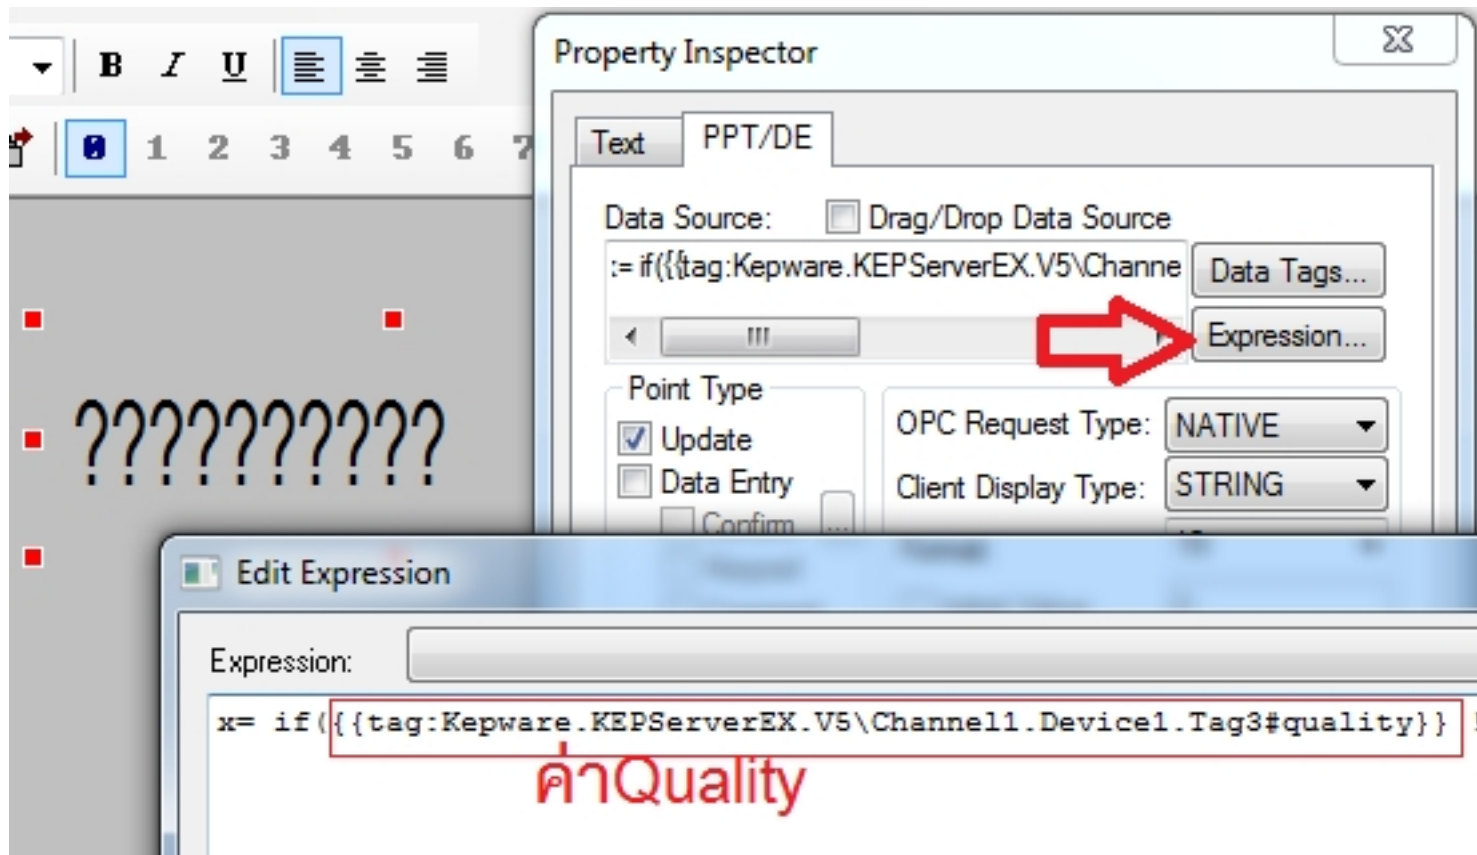 B I U
0 1 2 3 4 5 6 7
Property Inspector
Text PPT/DE
Data Source: Drag/Drop Data Source
:= if({{tag:Kepware.KEPServerEX.V5\Channe
Data Tags...
Expression...
??????????
Point Type
Update
Data Entry
Confirm ...
OPC Request Type: NATIVE
Client Display Type: STRING
Edit Expression
Expression:
x= if({{tag:Kepware.KEPServerEX.V5\Channel1.Device1.Tag3#quality}}
ค่าQuality